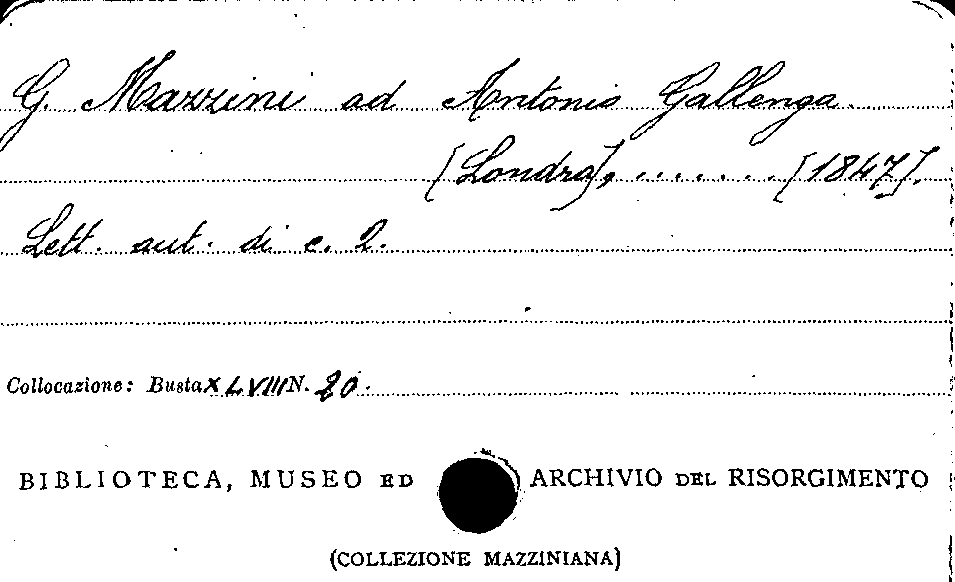 G. Mazzini ad Antonio Gallenga
[Londra], ....... [1847].
Lett. aut. di c. 2.
Collocazione: Busta XLVIII N. 20.
BIBLIOTECA, MUSEO ED ARCHIVIO DEL RISORGIMENTO
(COLLEZIONE MAZZINIANA)